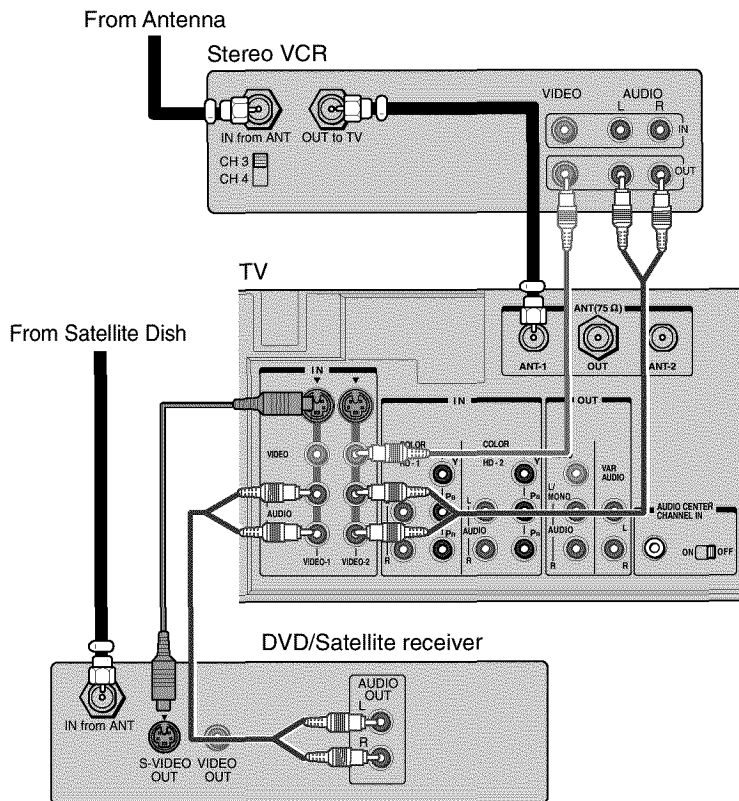 From Antenna
Stereo VCR
VIDEO
AUDIO
L
R
IN
IN from ANT
OUT to TV
CH 3
CH 4
OUT
TV
ANT(75 Ω)
ANT-1
OUT
ANT-2
From Satellite Dish
IN
IN
OUT
COLOR
HD-1
COLOR
HD-2
Y
Y
VIDEO
PB
PB
L
L/
MONO
VAR
AUDIO
AUDIO
PR
PR
AUDIO
AUDIO
L
R
R
R
R
AUDIO CENTER
CHANNEL IN
ON
OFF
VIDEO-1
VIDEO-2
DVD/Satellite receiver
IN from ANT
S-VIDEO
OUT
VIDEO
OUT
AUDIO
OUT
L
R